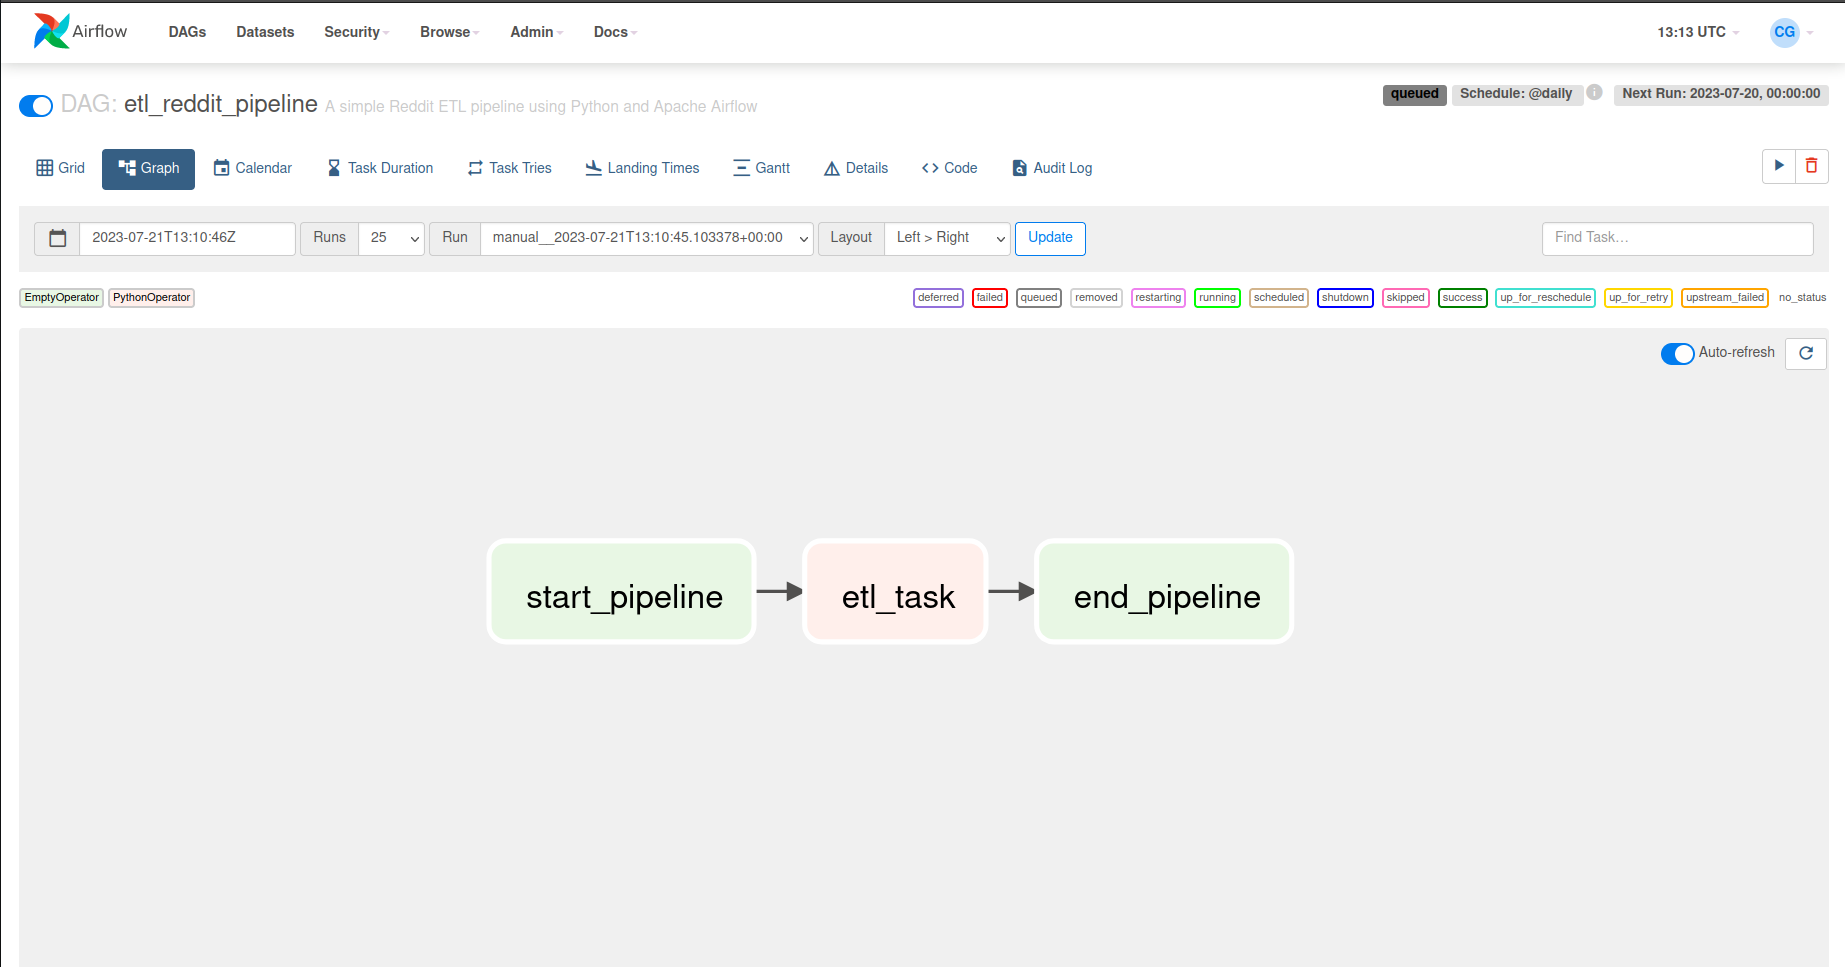 Airflow DAGs Datasets Security Browse Admin Docs 13:13 UTC CG
DAG: etl_reddit_pipeline A simple Reddit ETL pipeline using Python and Apache Airflow queued Schedule: @daily i Next Run: 2023-07-20, 00:00:00
Grid Graph Calendar Task Duration Task Tries Landing Times Gantt Details <> Code Audit Log
2023-07-21T13:10:46Z Runs 25 Run manual__2023-07-21T13:10:45.103378+00:00 Layout Left > Right Update Find Task...
EmptyOperator PythonOperator deferred failed queued removed restarting running scheduled shutdown skipped success up_for_reschedule up_for_retry upstream_failed no_status
Auto-refresh
start_pipeline etl_task end_pipeline